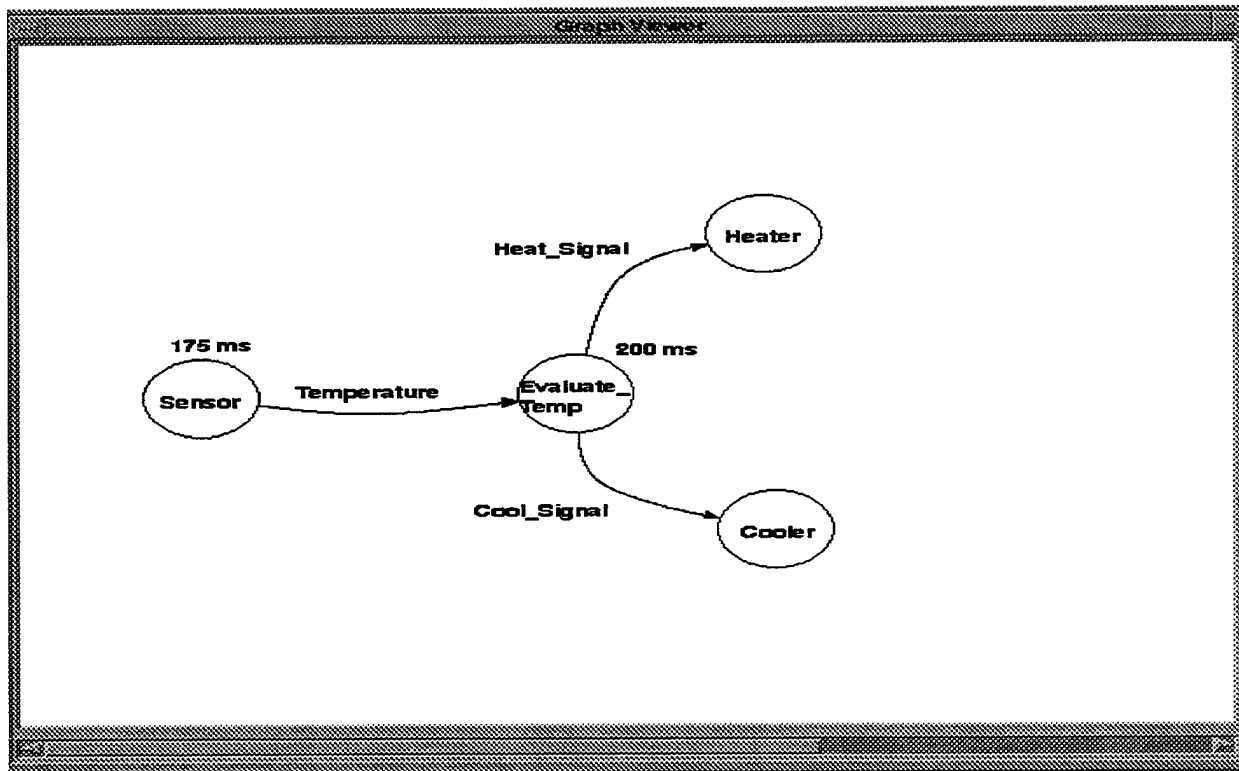 Graph Viewer
Heater
Heat_Signal
175 ms
200 ms
Sensor
Temperature
Evaluate_
Temp
Cool_Signal
Cooler